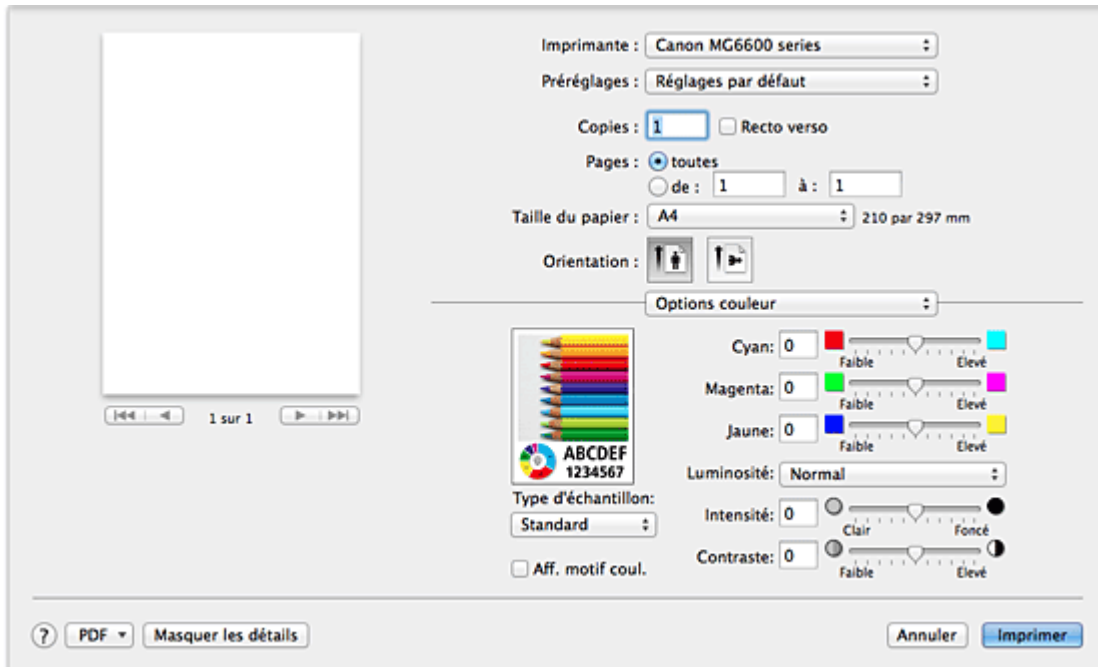 Imprimante : Canon MG6600 series
Préréglages : Réglages par défaut
Copies : 1 Recto verso
Pages : toutes
de : 1 à : 1
Taille du papier : A4 210 par 297 mm
Orientation :
Options couleur
Cyan: 0
Faible Elevé
Magenta: 0
Faible Elevé
Jaune: 0
Faible Elevé
Luminosité: Normal
Intensité: 0
Clair Foncé
Contraste: 0
Faible Elevé
ABCDEF
1234567
Type d'échantillon:
Standard
Aff. motif coul.
1 sur 1
? PDF Masquer les détails Annuler Imprimer